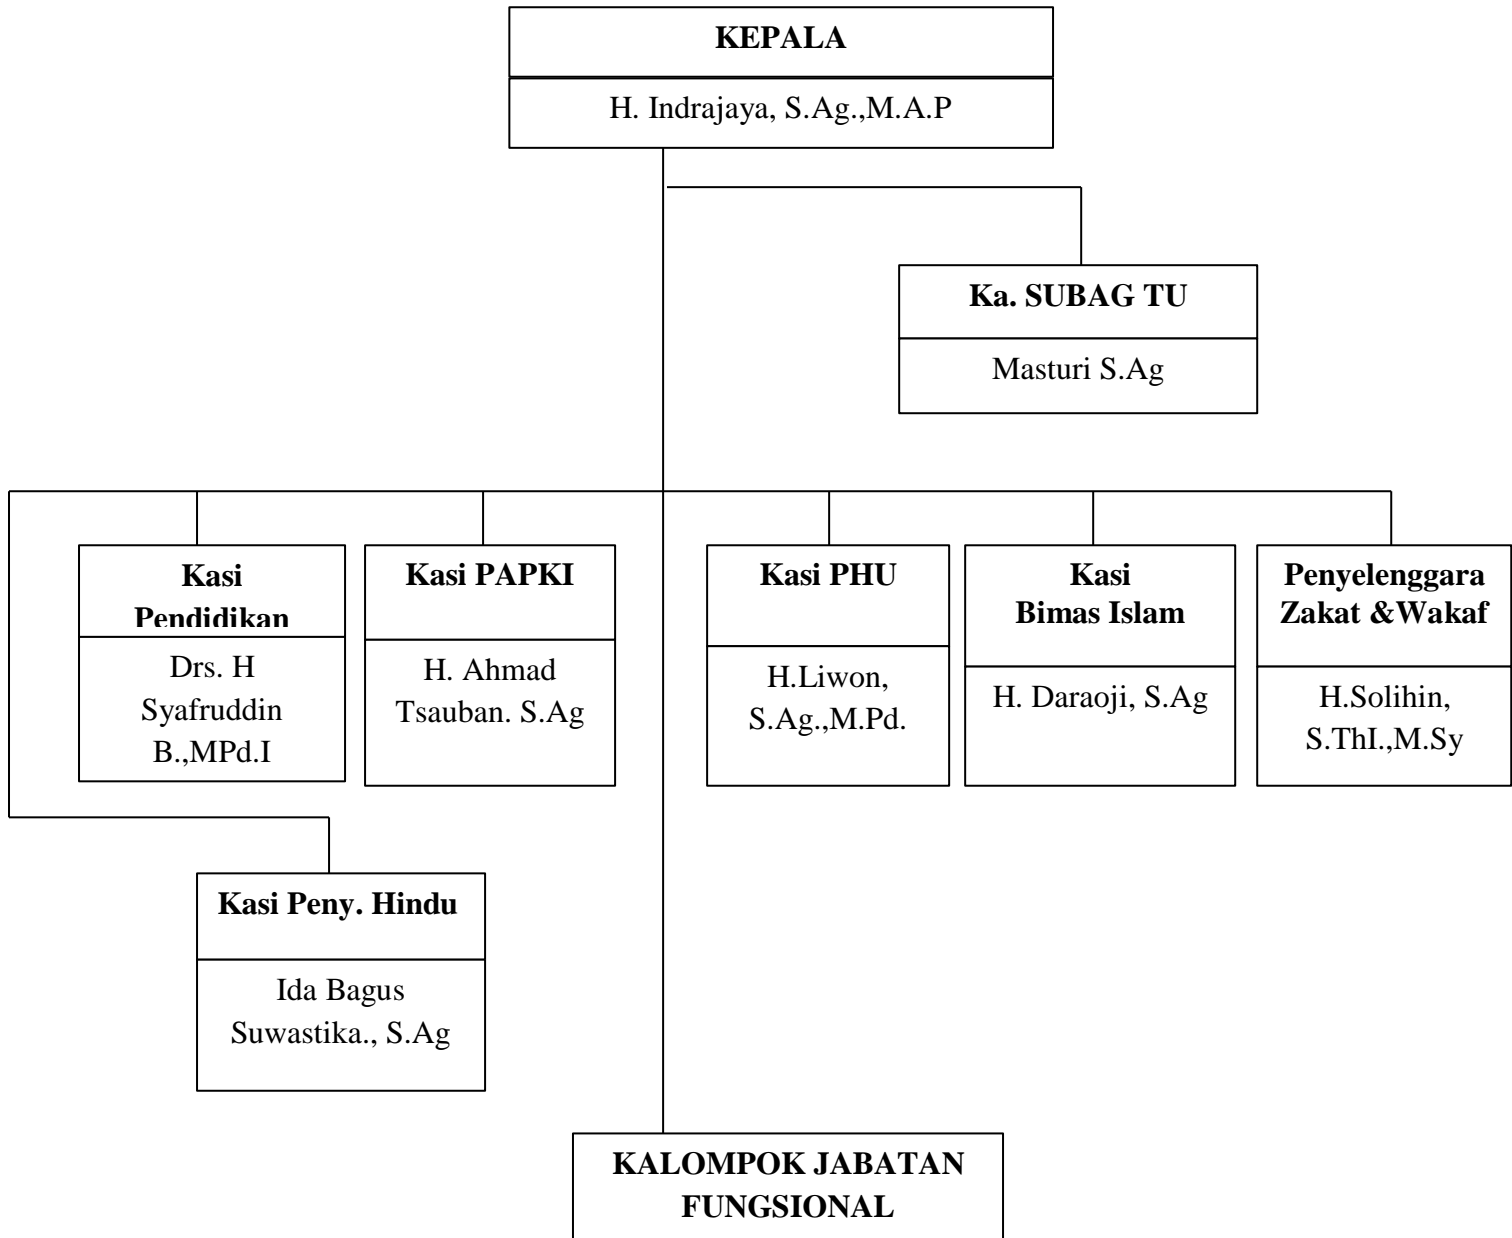 KEPALA
H. Indrajaya, S.Ag.,M.A.P
Ka. SUBAG TU
Masturi S.Ag
Kasi
Pendidikan
Drs. H
Syafruddin
B.,MPd.I
Kasi PAPKI
H. Ahmad
Tsauban. S.Ag
Kasi PHU
H.Liwon,
S.Ag.,M.Pd.
Kasi
Bimas Islam
H. Daraoji, S.Ag
Penyelenggara
Zakat &Wakaf
H.Solihin,
S.ThI.,M.Sy
Kasi Peny. Hindu
Ida Bagus
Suwastika., S.Ag
KALOMPOK JABATAN
FUNGSIONAL